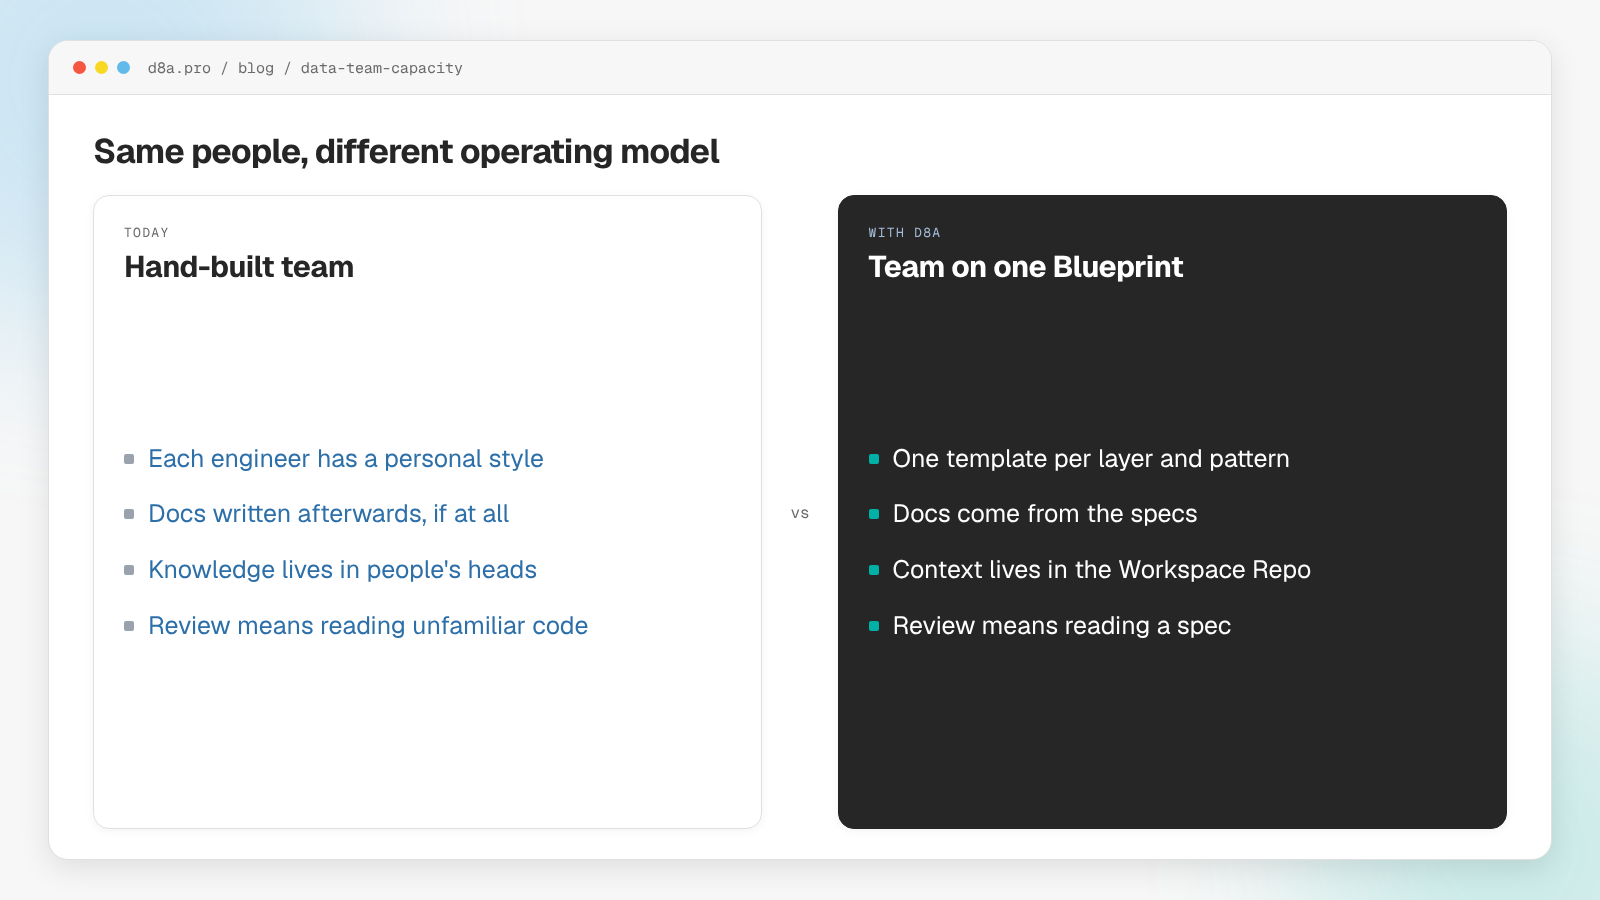 d8a.pro / blog / data-team-capacity
Same people, different operating model
TODAY
Hand-built team
Each engineer has a personal style
Docs written afterwards, if at all
Knowledge lives in people's heads
Review means reading unfamiliar code
vs
WITH D8A
Team on one Blueprint
One template per layer and pattern
Docs come from the specs
Context lives in the Workspace Repo
Review means reading a spec